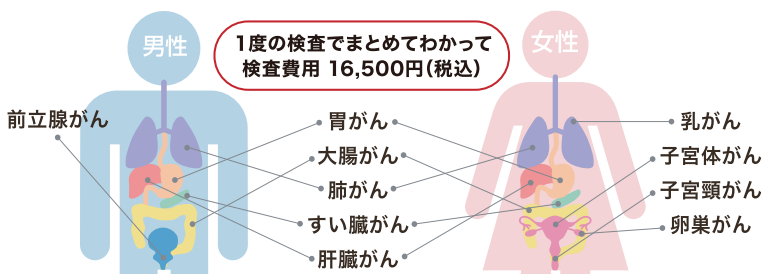 男性
1度の検査でまとめてわかって
検査費用 16,500円(税込)
女性
前立腺がん
胃がん
大腸がん
肺がん
すい臓がん
肝臓がん
乳がん
子宮体がん
子宮頸がん
卵巣がん